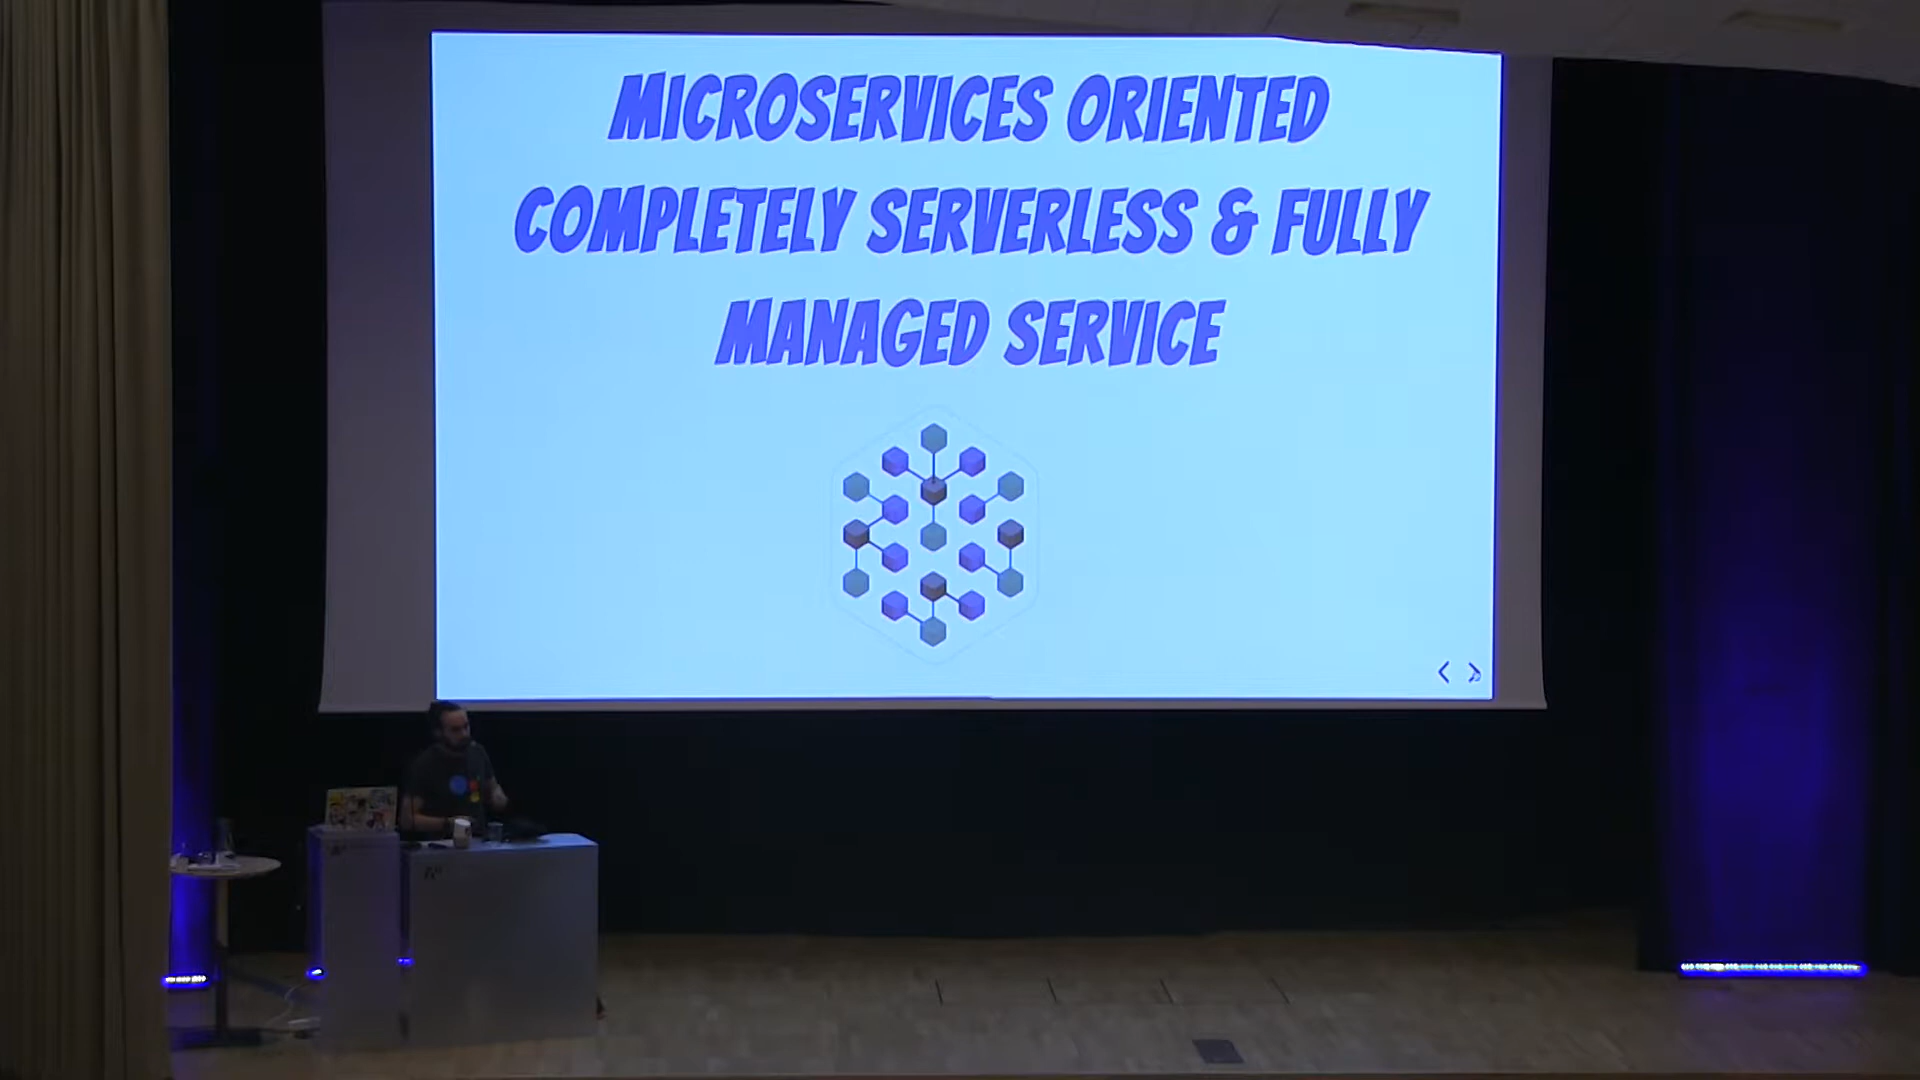 MICROSERVICES ORIENTED
COMPLETELY SERVERLESS & FULLY
MANAGED SERVICE